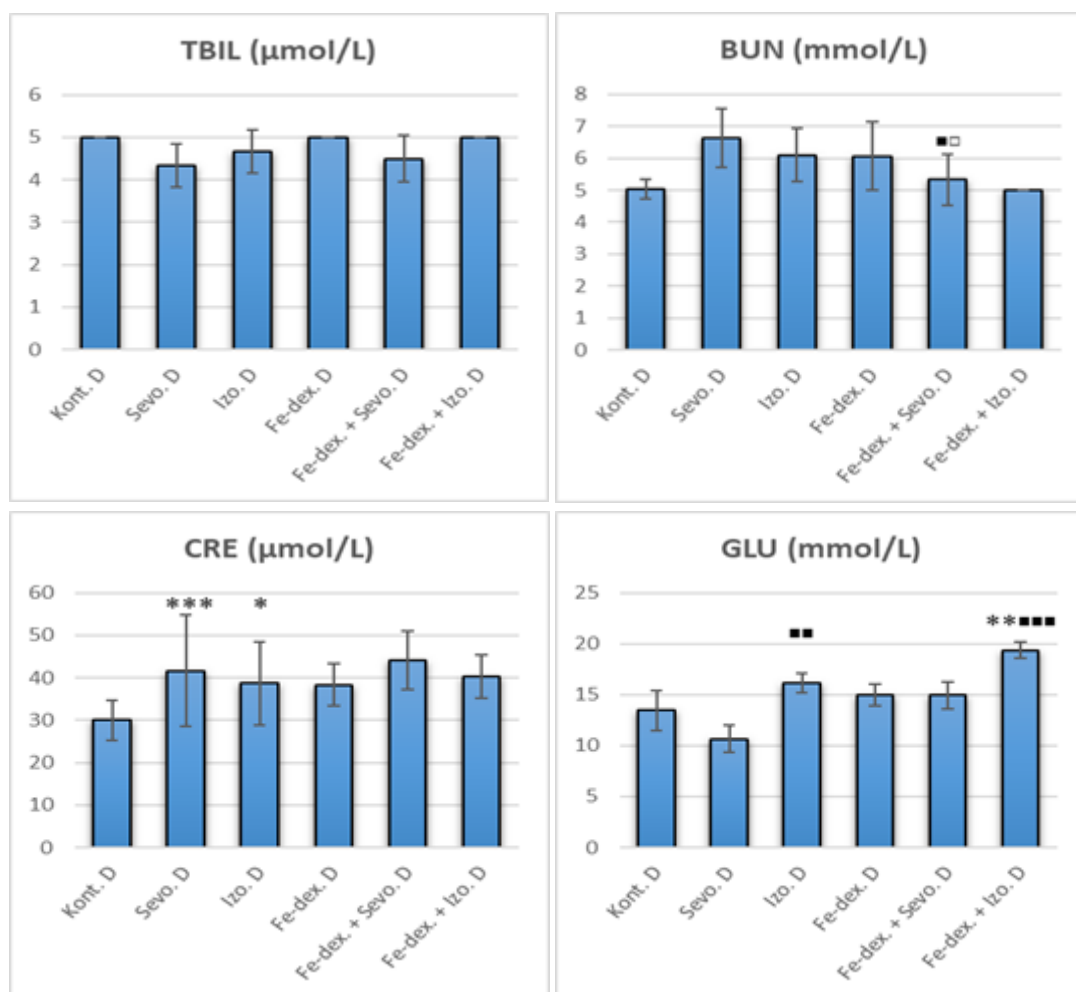 TBIL (µmol/L)
6
5
4
3
2
1
0
Kont. D
Sevo. D
Izo. D
Fe-dex. D
Fe-dex. + Sevo. D
Fe-dex. + Izo. D
BUN (mmol/L)
8
7
6
5
4
3
2
1
0
■□
Kont. D
Sevo. D
Izo. D
Fe-dex. D
Fe-dex. + Sevo. D
Fe-dex. + Izo. D
CRE (µmol/L)
60
50
40
30
20
10
0
***
*
Kont. D
Sevo. D
Izo. D
Fe-dex. D
Fe-dex. + Sevo. D
Fe-dex. + Izo. D
GLU (mmol/L)
25
20
15
10
5
0
■■
**■■■
Kont. D
Sevo. D
Izo. D
Fe-dex. D
Fe-dex. + Sevo. D
Fe-dex. + Izo. D